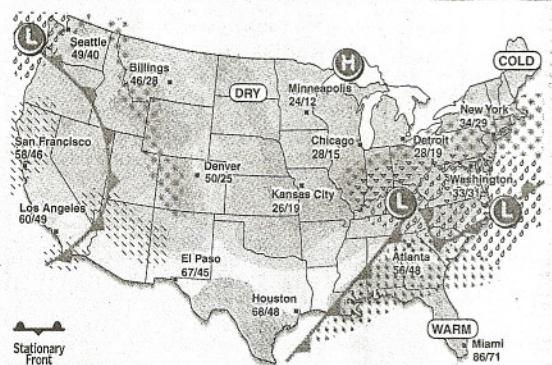 L
Seattle
49/40
Billings
46/28
H
COLD
DRY
Minneapolis
24/12
New York
34/29
San Francisco
58/46
Chicago
28/15
Detroit
28/19
Denver
50/25
Kansas City
26/19
Washington
33/31
L
L
Los Angeles
60/49
El Paso
67/45
Atlanta
56/48
Houston
68/48
WARM
Miami
86/71
Stationary
Front